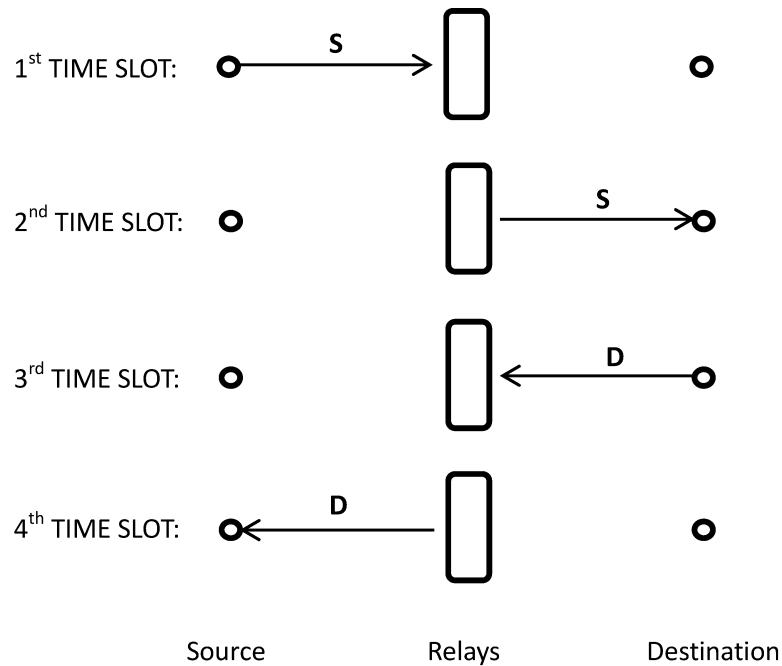 S
1st TIME SLOT:
S
2nd TIME SLOT:
D
3rd TIME SLOT:
D
4th TIME SLOT:
Source Relays Destination